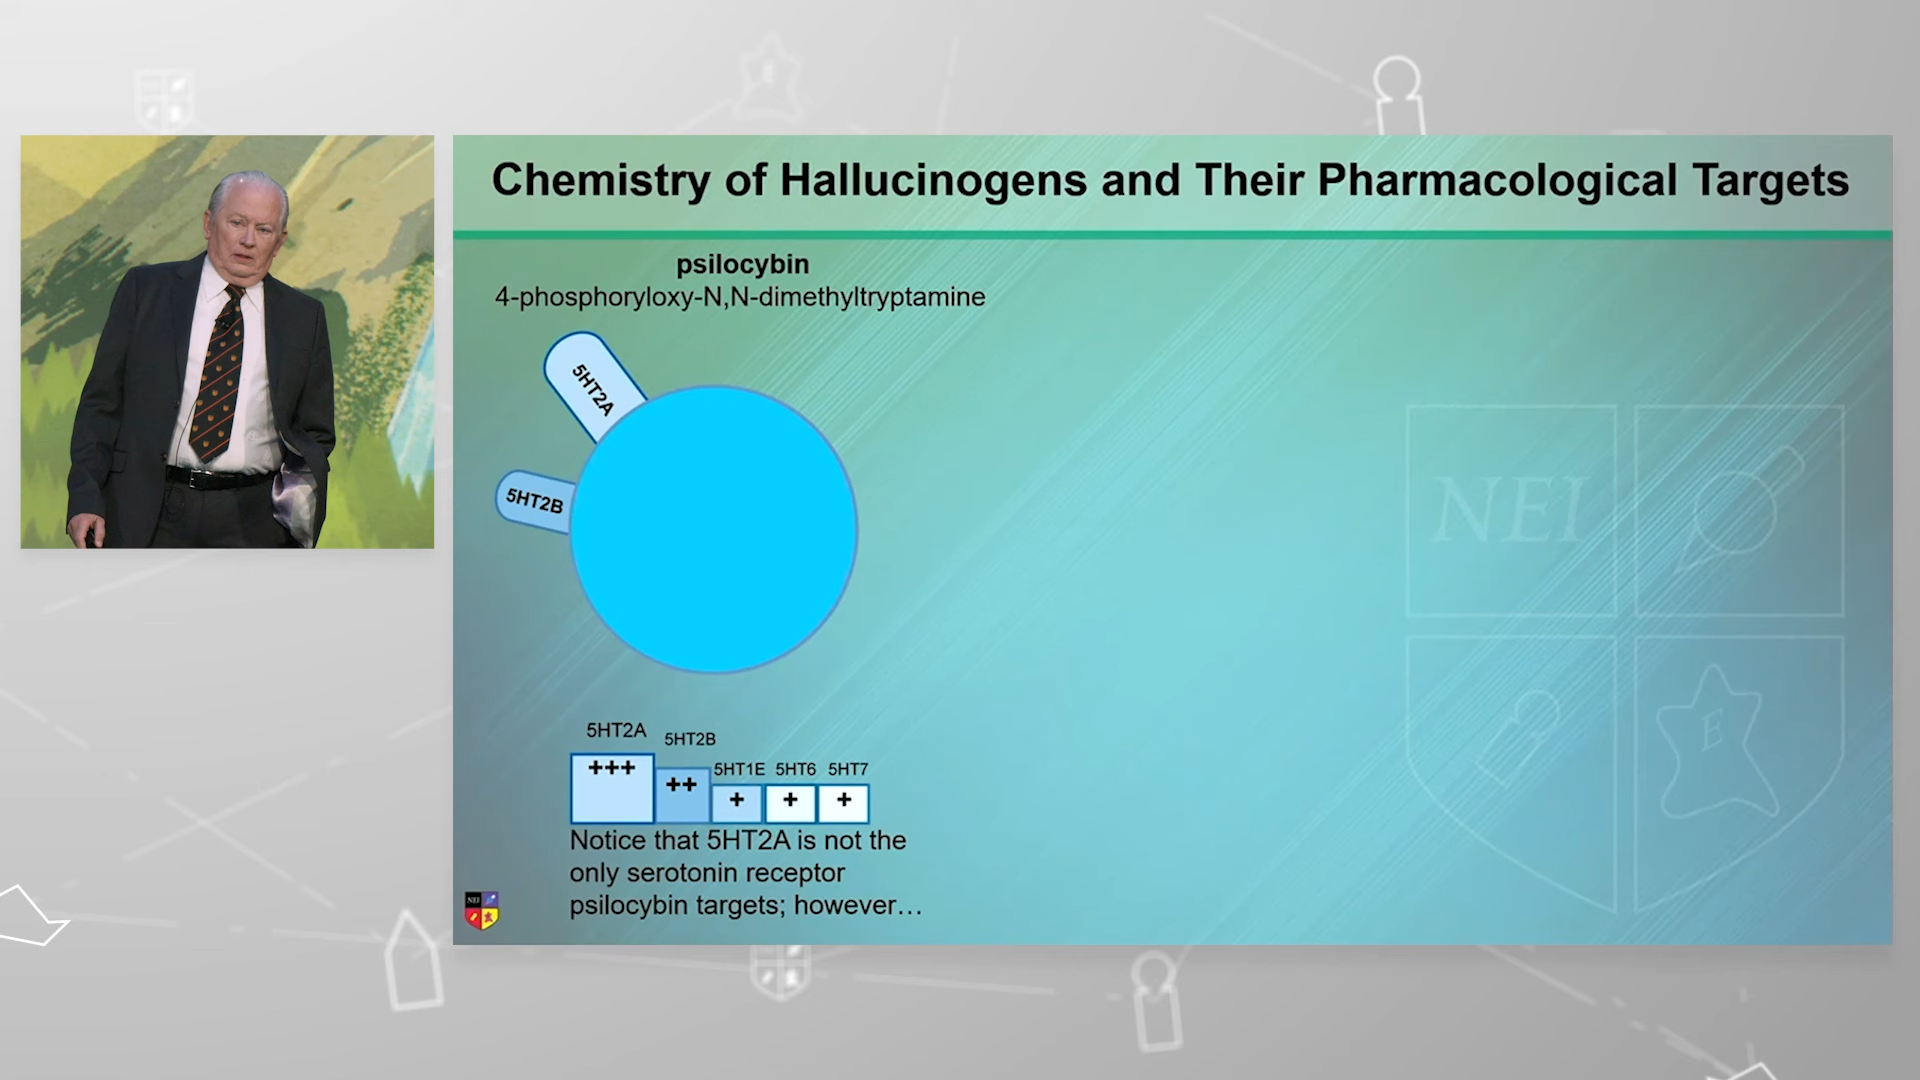 Chemistry of Hallucinogens and Their Pharmacological Targets
psilocybin
4-phosphoryloxy-N,N-dimethyltryptamine
5HT2A
5HT2B
5HT2A
5HT2B
5HT1E 5HT6 5HT7
+++
++
+ + +
Notice that 5HT2A is not the
only serotonin receptor
psilocybin targets; however…
NEI
E
NEI